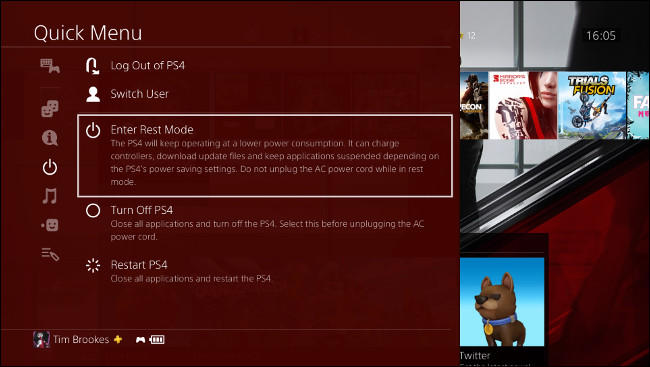 Quick Menu
12
16:05
Log Out of PS4
Switch User
Enter Rest Mode
The PS4 will keep operating at a lower power consumption. It can charge
controllers, download update files and keep applications suspended depending on
the PS4's power saving settings. Do not unplug the AC power cord while in rest
mode.
Turn Off PS4
Close all applications and turn off the PS4. Select this before unplugging the AC
power cord.
Restart PS4
Close all applications and restart the PS4.
Tim Brookes
RECON
MIRROR'S
EDGE
TRIALS
FUSION
FA
Twitter